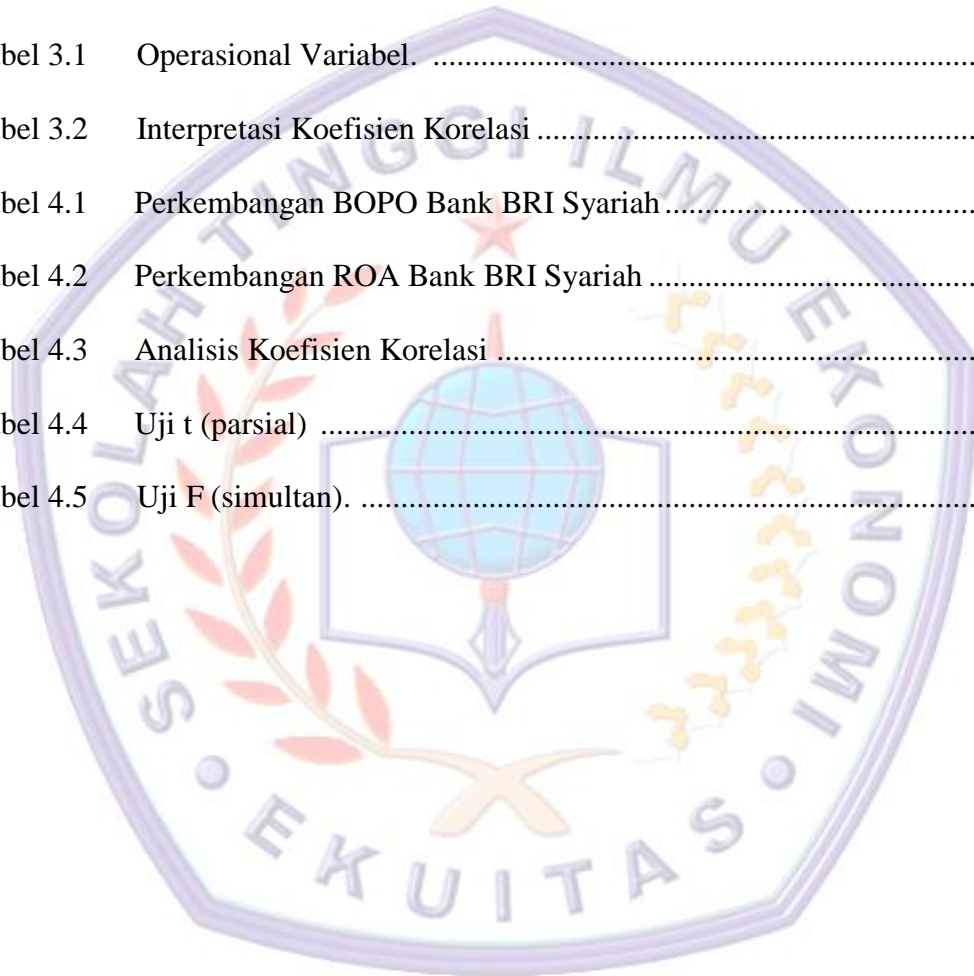 bel 3.1 Operasional Variabel. ........................................................................
bel 3.2 Interpretasi Koefisien Korelasi ........................................................
bel 4.1 Perkembangan BOPO Bank BRI Syariah .......................................
bel 4.2 Perkembangan ROA Bank BRI Syariah .........................................
bel 4.3 Analisis Koefisien Korelasi .............................................................
bel 4.4 Uji t (parsial) ...................................................................................
bel 4.5 Uji F (simultan). ..............................................................................
SEKOLAH TINGGI ILMU EKONOMI
EKUITAS